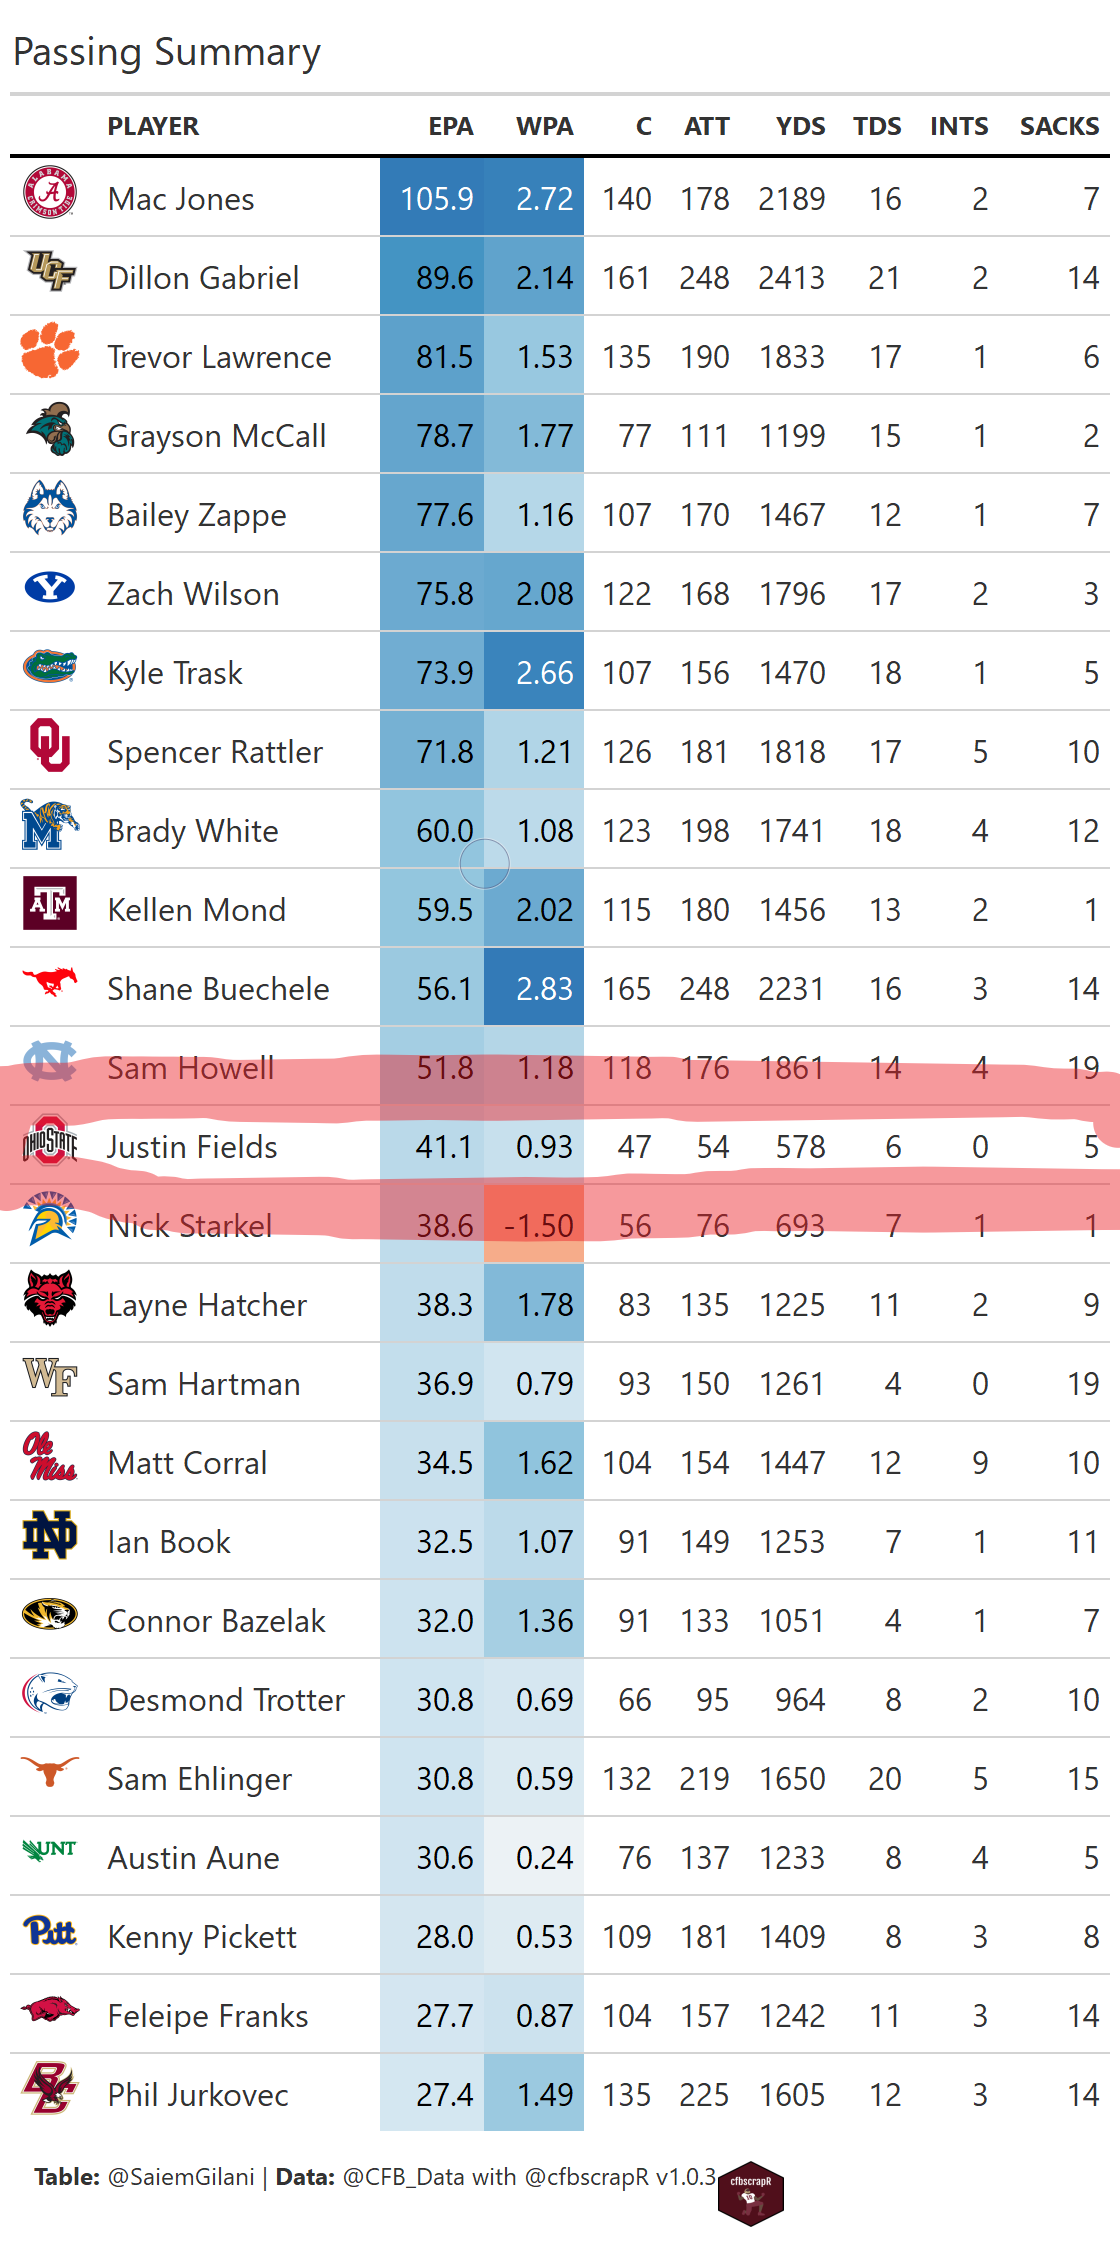 Passing Summary
PLAYER EPA WPA C ATT YDS TDS INTS SACKS
ALABAMA A CRIMSON TIDE Mac Jones 105.9 2.72 140 178 2189 16 2 7
UCF Dillon Gabriel 89.6 2.14 161 248 2413 21 2 14
Trevor Lawrence 81.5 1.53 135 190 1833 17 1 6
Grayson McCall 78.7 1.77 77 111 1199 15 1 2
Bailey Zappe 77.6 1.16 107 170 1467 12 1 7
Y Zach Wilson 75.8 2.08 122 168 1796 17 2 3
Kyle Trask 73.9 2.66 107 156 1470 18 1 5
OU Spencer Rattler 71.8 1.21 126 181 1818 17 5 10
M Brady White 60.0 1.08 123 198 1741 18 4 12
ATM Kellen Mond 59.5 2.02 115 180 1456 13 2 1
Shane Buechele 56.1 2.83 165 248 2231 16 3 14
NC Sam Howell 51.8 1.18 118 176 1861 14 4 19
OHIO STATE Justin Fields 41.1 0.93 47 54 578 6 0 5
Nick Starkel 38.6 -1.50 56 76 693 7 1 1
Layne Hatcher 38.3 1.78 83 135 1225 11 2 9
WF Sam Hartman 36.9 0.79 93 150 1261 4 0 19
Ole Miss Matt Corral 34.5 1.62 104 154 1447 12 9 10
ND Ian Book 32.5 1.07 91 149 1253 7 1 11
Connor Bazelak 32.0 1.36 91 133 1051 4 1 7
Desmond Trotter 30.8 0.69 66 95 964 8 2 10
Sam Ehlinger 30.8 0.59 132 219 1650 20 5 15
UNT Austin Aune 30.6 0.24 76 137 1233 8 4 5
Pitt Kenny Pickett 28.0 0.53 109 181 1409 8 3 8
Feleipe Franks 27.7 0.87 104 157 1242 11 3 14
BC Phil Jurkovec 27.4 1.49 135 225 1605 12 3 14
Table: @SaiemGilani | Data: @CFB_Data with @cfbscrapR v1.0.3 cfbscrapR